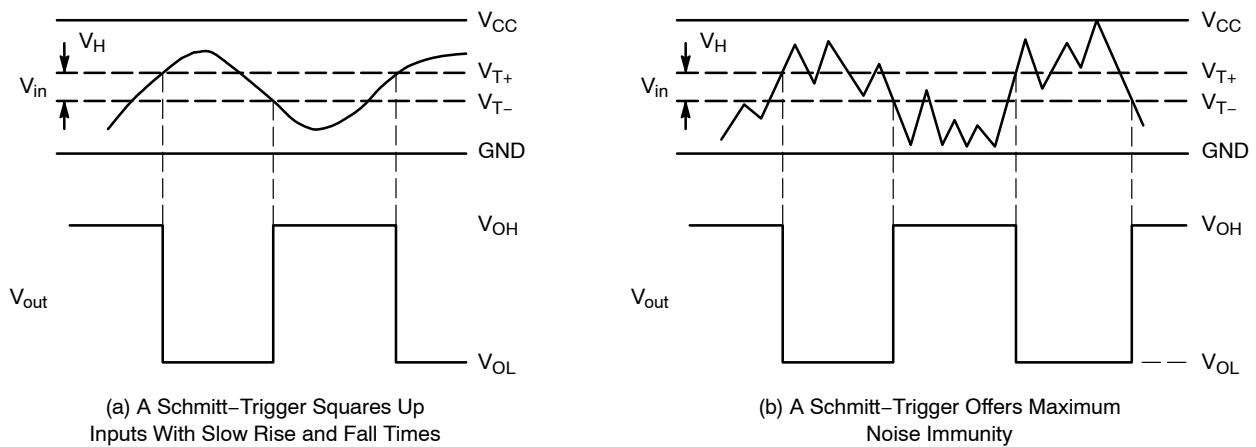 V_CC
V_H
V_in
V_T+
V_T−
GND
V_OH
V_out
V_OL
(a) A Schmitt−Trigger Squares Up
Inputs With Slow Rise and Fall Times
V_CC
V_H
V_in
V_T+
V_T−
GND
V_OH
V_out
V_OL
(b) A Schmitt−Trigger Offers Maximum
Noise Immunity